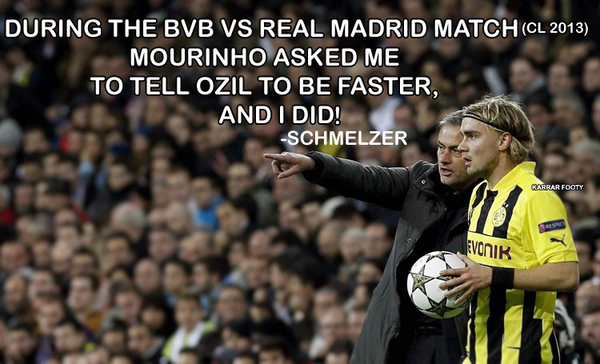 DURING THE BVB VS REAL MADRID MATCH (CL 2013)
MOURINHO ASKED ME
TO TELL OZIL TO BE FASTER,
AND I DID!
-SCHMELZER
KARRAR FOOTY
RESPECT
EVONIK